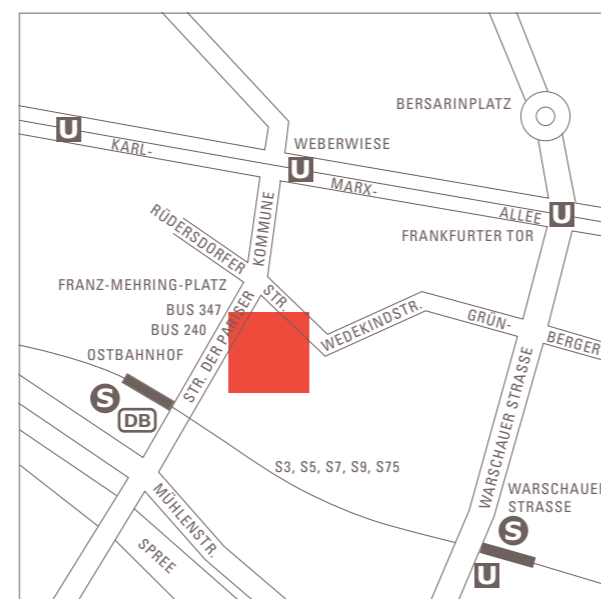 BERSARINPLATZ
U
WEBERWIESE
KARL-
U
MARX-
ALLEE
U
FRANKFURTER TOR
RÜDERSDORFER
KOMMUNE
STR.
FRANZ-MEHRING-PLATZ
BUS 347
BUS 240
STR. DER PARISER
WEDEKINDSTR.
GRÜN-
BERGER
OSTBAHNHOF
S
DB
WARSCHAUER STRASSE
S3, S5, S7, S9, S75
MÜHLENSTR.
SPREE
WARSCHAUER
STRASSE
S
U